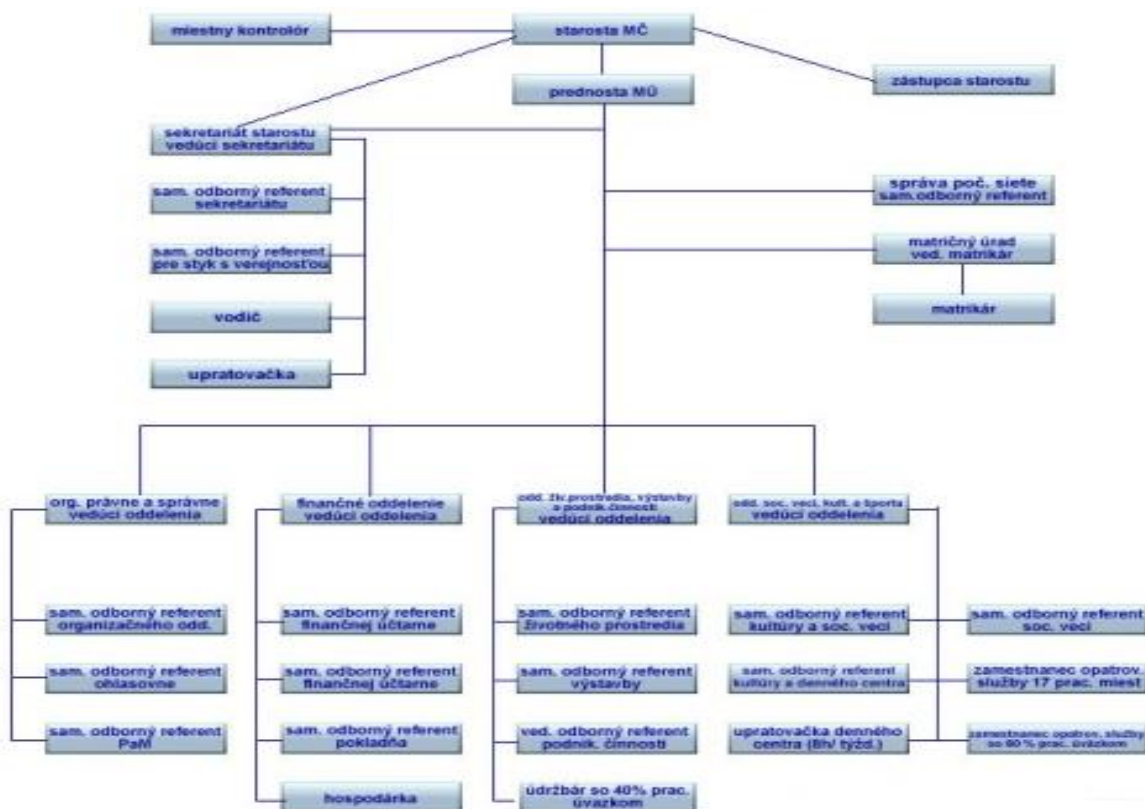 miestny kontrolór
starosta MČ
zástupca starostu
prednosta MÚ
sekretariát starostu
vedúci sekretariátu
sam. odborný referent
sekretariátu
sam. odborný referent
pre styk s verejnosťou
vodič
upratovačka
správa poč. siete
sam.odborný referent
matričný úrad
ved. matrikár
matrikár
org. právne a správne
vedúci oddelenia
sam. odborný referent
organizačného odd.
sam. odborný referent
ohlasovne
sam. odborný referent
PaM
finančné oddelenie
vedúci oddelenia
sam. odborný referent
finančnej účtarne
sam. odborný referent
finančnej účtarne
sam. odborný referent
pokladňa
hospodárka
odd. živ.prostredia, výstavby
a podnik.činnosti
vedúci oddelenia
sam. odborný referent
životného prostredia
sam. odborný referent
výstavby
ved. odborný referent
podnik. činnosti
údržbár so 40% prac.
úväzkom
odd. soc. vecí, kult. a športu
vedúci oddelenia
sam. odborný referent
kultúry a soc. vecí
sam. odborný referent
kultúry a denného centra
upratovačka denného
centra (8h/ týžd.)
sam. odborný referent
soc. vecí
zamestnanec opatrov.
služby 17 prac. miest
zamestnanec opatrov. služby
so 80 % prac. úväzkom